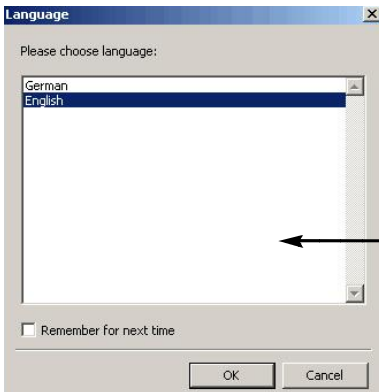 Language
Please choose language:
German
English
Remember for next time
OK
Cancel